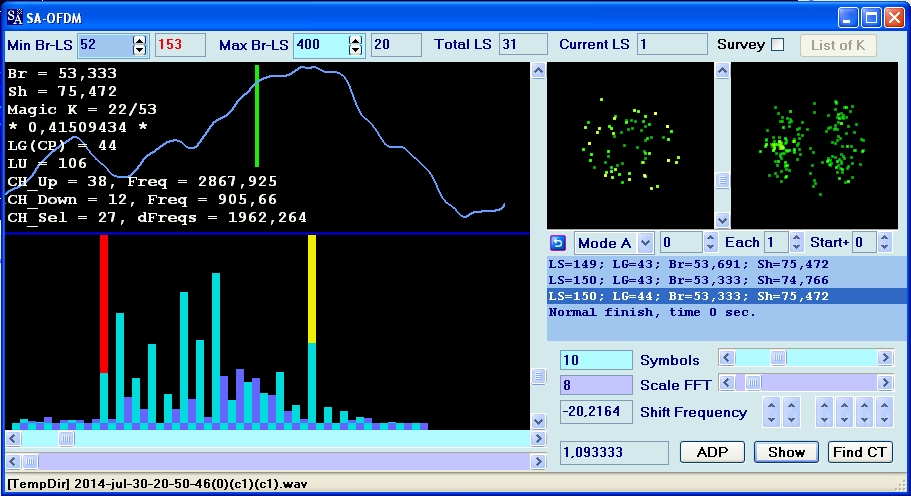 SA-OFDM
Min Br-LS 52 153 Max Br-LS 400 20 Total LS 31 Current LS 1 Survey List of K
Br = 53,333
Sh = 75,472
Magic K = 22/53
* 0,41509434 *
LG(CP) = 44
LU = 106
CH_Up = 38, Freq = 2867,925
CH_Down = 12, Freq = 905,66
CH_Sel = 27, dFreqs = 1962,264
Mode A 0 Each 1 Start+ 0
LS=149; LG=43; Br=53,691; Sh=75,472
LS=150; LG=43; Br=53,333; Sh=74,766
LS=150; LG=44; Br=53,333; Sh=75,472
Normal finish, time 0 sec.
10 Symbols
8 Scale FFT
-20,2164 Shift Frequency
1,093333 ADP Show Find CT
[TempDir] 2014-jul-30-20-50-46(0)(c1)(c1).wav